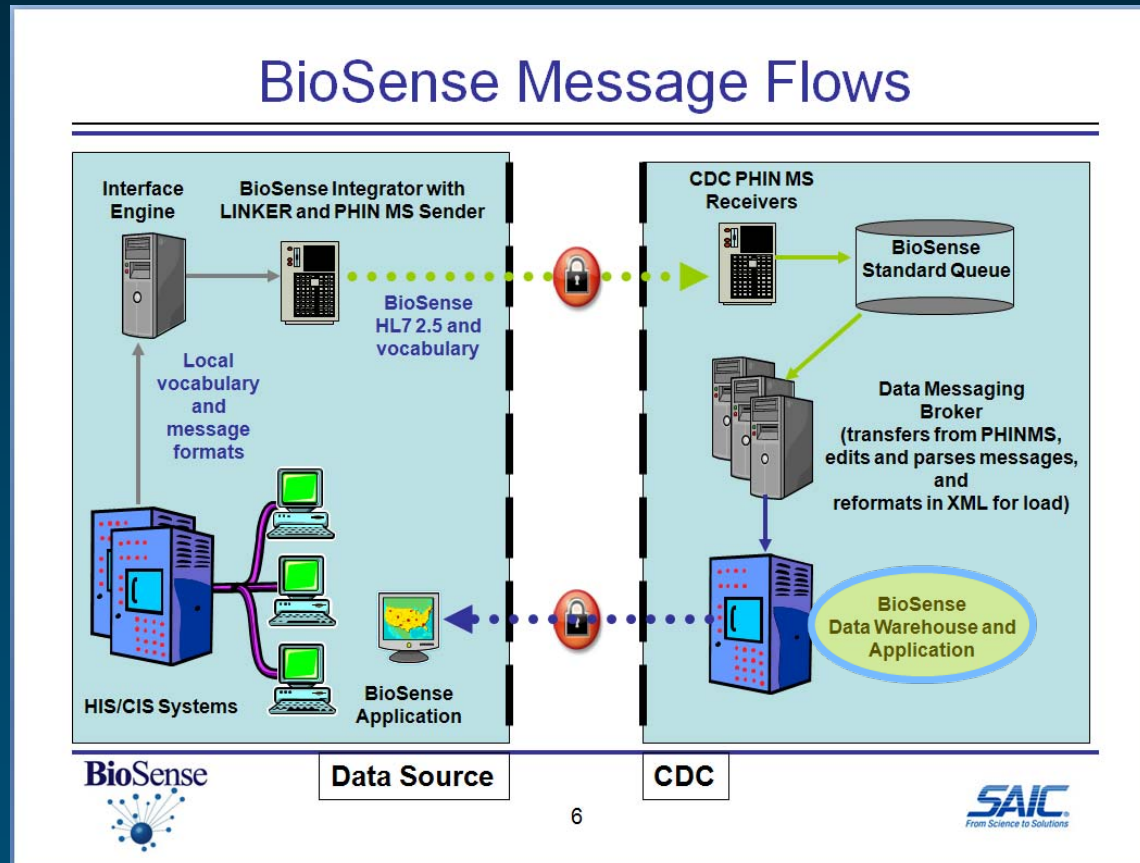 BioSense Message Flows
Interface
Engine
BioSense Integrator with
LINKER and PHIN MS Sender
BioSense
HL7 2.5 and
vocabulary
Local
vocabulary
and
message
formats
HIS/CIS Systems
BioSense
Application
CDC PHIN MS
Receivers
BioSense
Standard Queue
Data Messaging
Broker
(transfers from PHINMS,
edits and parses messages,
and
reformats in XML for load)
BioSense
Data Warehouse and
Application
BioSense
Data Source
CDC
6
SAIC
From Science to Solutions